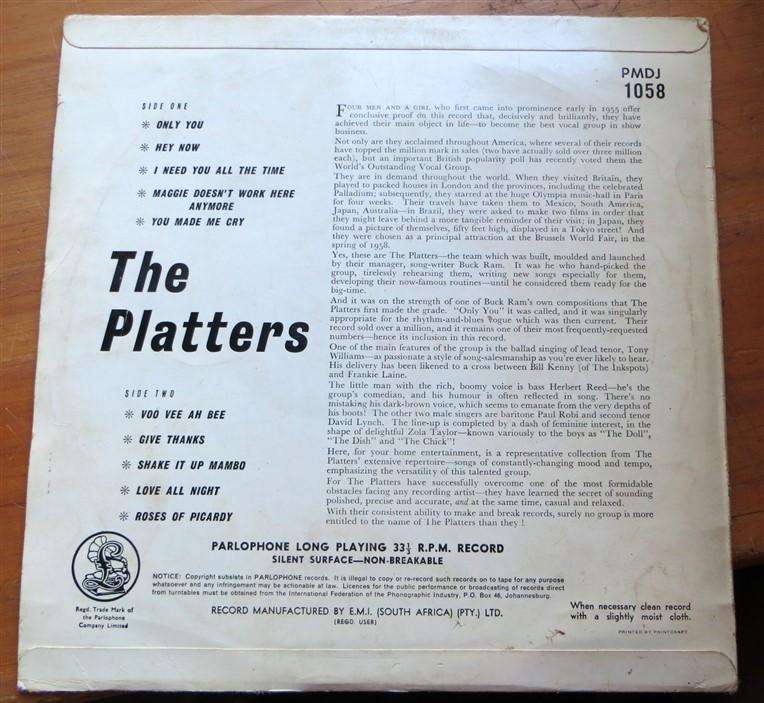 PMDJ
1058
SIDE ONE
* ONLY YOU
* HEY NOW
* I NEED YOU ALL THE TIME
* MAGGIE DOESN'T WORK HERE
ANYMORE
* YOU MADE ME CRY
The
Platters
SIDE TWO
* VOO VEE AH BEE
* GIVE THANKS
* SHAKE IT UP MAMBO
* LOVE ALL NIGHT
* ROSES OF PICARDY
FOUR MEN AND A GIRL who first came into prominence early in 1955 offer
conclusive proof on this record that, decisively and brilliantly, they have
achieved their main object in life—to become the best vocal group in show
business.
Not only are they acclaimed throughout America, where several of their records
have topped the million mark in sales (two have actually sold over three million
each), but an important British popularity poll has recently voted them the
World's Outstanding Vocal Group.
They are in demand throughout the world. When they visited Britain, they
played to packed houses in London and the provinces, including the celebrated
Palladium; subsequently, they starred at the huge Olympia music-hall in Paris
for four weeks. Their travels have taken them to Mexico, South America,
Japan, Australia—in Brazil, they were asked to make two films in order that
they might leave behind a more tangible reminder of their visit; in Japan, they
found a picture of themselves, fifty feet high, displayed in a Tokyo street! And
they were chosen as a principal attraction at the Brussels World Fair, in the
spring of 1958.
Yes, these are The Platters—the team which was built, moulded and launched
by their manager, song-writer Buck Ram. It was he who hand-picked the
group, tirelessly rehearsing them, writing new songs especially for them,
developing their now-famous routines—until he considered them ready for the
big-time.
And it was on the strength of one of Buck Ram's own compositions that The
Platters first made the grade. "Only You" it was called, and it was singularly
appropriate for the rhythm-and-blues vogue which was then current. Their
record sold over a million, and it remains one of their most frequently-requested
numbers—hence its inclusion in this record.
One of the main features of the group is the ballad singing of lead tenor, Tony
Williams—as passionate a style of song-salesmanship as you're ever likely to hear.
His delivery has been likened to a cross between Bill Kenny (of The Inkspots)
and Frankie Laine.
The little man with the rich, boomy voice is bass Herbert Reed—he's the
group's comedian, and his humour is often reflected in song. There's no
mistaking his dark-brown voice, which seems to emanate from the very depths of
his boots! The other two male singers are baritone Paul Robi and second tenor
David Lynch. The line-up is completed by a dash of feminine interest, in the
shape of delightful Zola Taylor—known variously to the boys as "The Doll",
"The Dish" and "The Chick"!
Here, for your home entertainment, is a representative collection from The
Platters' extensive repertoire—songs of constantly-changing mood and tempo,
emphasizing the versatility of this talented group.
For The Platters have successfully overcome one of the most formidable
obstacles facing any recording artist—they have learned the secret of sounding
polished, precise and accurate, and at the same time, casual and relaxed.
With their consistent ability to make and break records, surely no group is more
entitled to the name of The Platters than they!
PARLOPHONE LONG PLAYING 33⅓ R.P.M. RECORD
SILENT SURFACE—NON-BREAKABLE
NOTICE: Copyright subsists in PARLOPHONE records. It is illegal to copy or re-record such records on to tape for any purpose
whatsoever and any infringement may be actionable at law. Licences for the public performance or broadcasting of records direct
from turntables must be obtained from the International Federation of the Phonographic Industry, P.O. Box 46, Johannesburg.
Regd. Trade Mark of
the Parlophone
Company Limited
RECORD MANUFACTURED BY E.M.I. (SOUTH AFRICA) (PTY.) LTD.
(REGD. USER)
When necessary clean record
with a slightly moist cloth.
PRINTED BY PRINTCRAFT